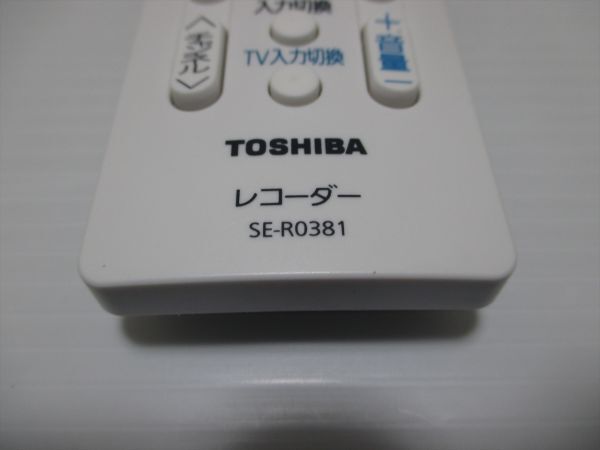 入力切換
<チャンネル>
TV入力切換
+音量-
TOSHIBA
レコーダー
SE-R0381